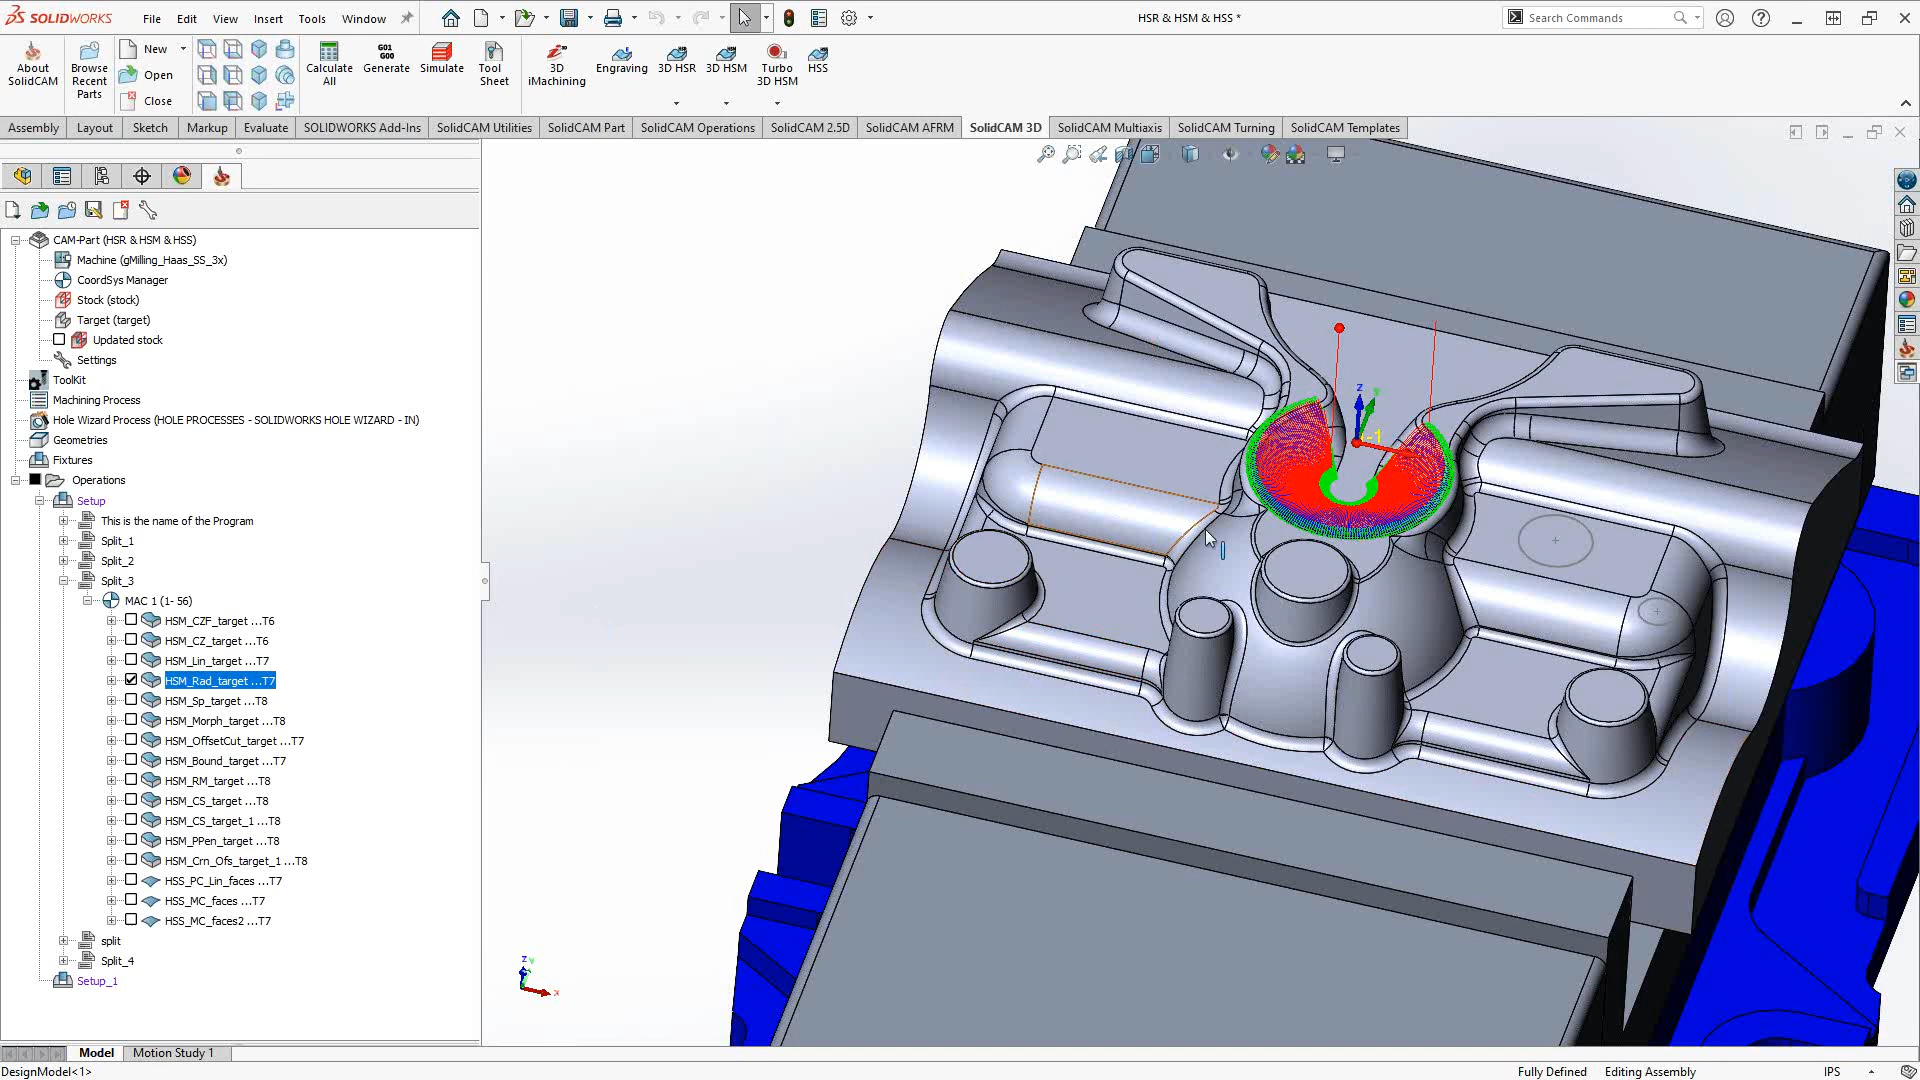 SOLIDWORKS File Edit View Insert Tools Window HSR & HSM & HSS * Search Commands
About SolidCAM
Browse Recent Parts
New
Open
Close
Calculate All
G01 G00
Generate
Simulate
Tool Sheet
3D iMachining
Engraving
3D HSR
3D HSM
Turbo 3D HSM
HSS
Assembly Layout Sketch Markup Evaluate SOLIDWORKS Add-Ins SolidCAM Utilities SolidCAM Part SolidCAM Operations SolidCAM 2.5D SolidCAM AFRM SolidCAM 3D SolidCAM Multiaxis SolidCAM Turning SolidCAM Templates
CAM-Part (HSR & HSM & HSS)
Machine (gMilling_Haas_SS_3x)
CoordSys Manager
Stock (stock)
Target (target)
Updated stock
Settings
ToolKit
Machining Process
Hole Wizard Process (HOLE PROCESSES - SOLIDWORKS HOLE WIZARD - IN)
Geometries
Fixtures
Operations
Setup
This is the name of the Program
Split_1
Split_2
Split_3
MAC 1 (1- 56)
HSM_CZF_target ...T6
HSM_CZ_target ...T6
HSM_Lin_target ...T7
HSM_Rad_target ...T7
HSM_Sp_target ...T8
HSM_Morph_target ...T8
HSM_OffsetCut_target ...T7
HSM_Bound_target ...T7
HSM_RM_target ...T8
HSM_CS_target ...T8
HSM_CS_target_1 ...T8
HSM_PPen_target ...T8
HSM_Crn_Ofs_target_1 ...T8
HSS_PC_Lin_faces ...T7
HSS_MC_faces ...T7
HSS_MC_faces2 ...T7
split
Split_4
Setup_1
Z Y
-1
Z Y
X
Model Motion Study 1
DesignModel<1> Fully Defined Editing Assembly IPS